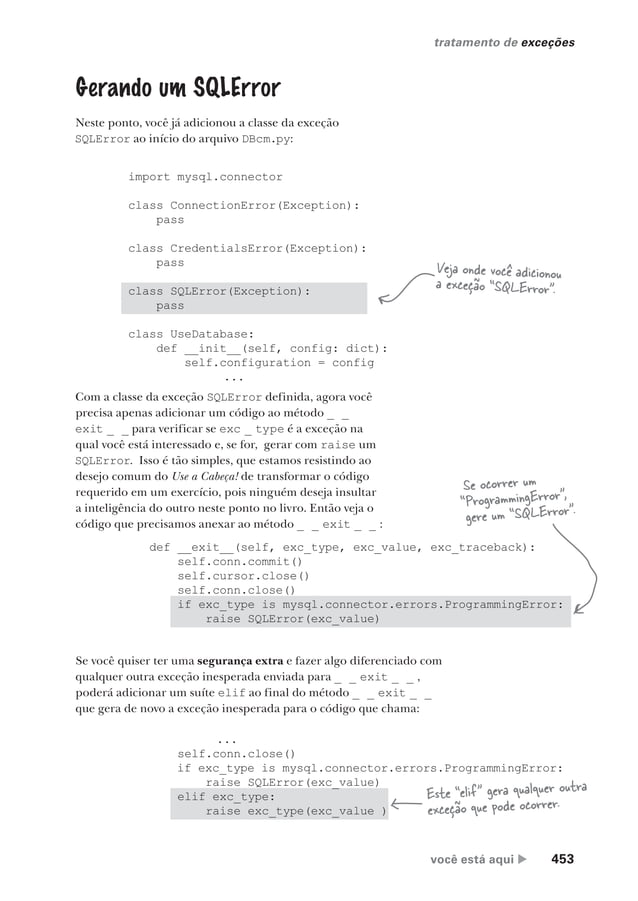 tratamento de exceções
Gerando um SQLError
Neste ponto, você já adicionou a classe da exceção
SQLError ao início do arquivo DBcm.py:
import mysql.connector
class ConnectionError(Exception):
    pass
class CredentialsError(Exception):
    pass
Veja onde você adicionou
a exceção "SQLError".
class SQLError(Exception):
    pass
class UseDatabase:
    def __init__(self, config: dict):
        self.configuration = config
            ...
Com a classe da exceção SQLError definida, agora você
precisa apenas adicionar um código ao método _ _
exit _ _ para verificar se exc _ type é a exceção na
qual você está interessado e, se for, gerar com raise um
SQLError. Isso é tão simples, que estamos resistindo ao
desejo comum do Use a Cabeça! de transformar o código
requerido em um exercício, pois ninguém deseja insultar
a inteligência do outro neste ponto no livro. Então veja o
código que precisamos anexar ao método _ _ exit _ _ :
Se ocorrer um
"ProgrammingError",
gere um "SQLError".
def __exit__(self, exc_type, exc_value, exc_traceback):
    self.conn.commit()
    self.cursor.close()
    self.conn.close()
    if exc_type is mysql.connector.errors.ProgrammingError:
        raise SQLError(exc_value)
Se você quiser ter uma segurança extra e fazer algo diferenciado com
qualquer outra exceção inesperada enviada para _ _ exit _ _ ,
poderá adicionar um suíte elif ao final do método _ _ exit _ _
que gera de novo a exceção inesperada para o código que chama:
        ...
    self.conn.close()
    if exc_type is mysql.connector.errors.ProgrammingError:
        raise SQLError(exc_value)
    elif exc_type:
        raise exc_type(exc_value )
Este "elif" gera qualquer outra
exceção que pode ocorrer.
você está aqui ▶ 453